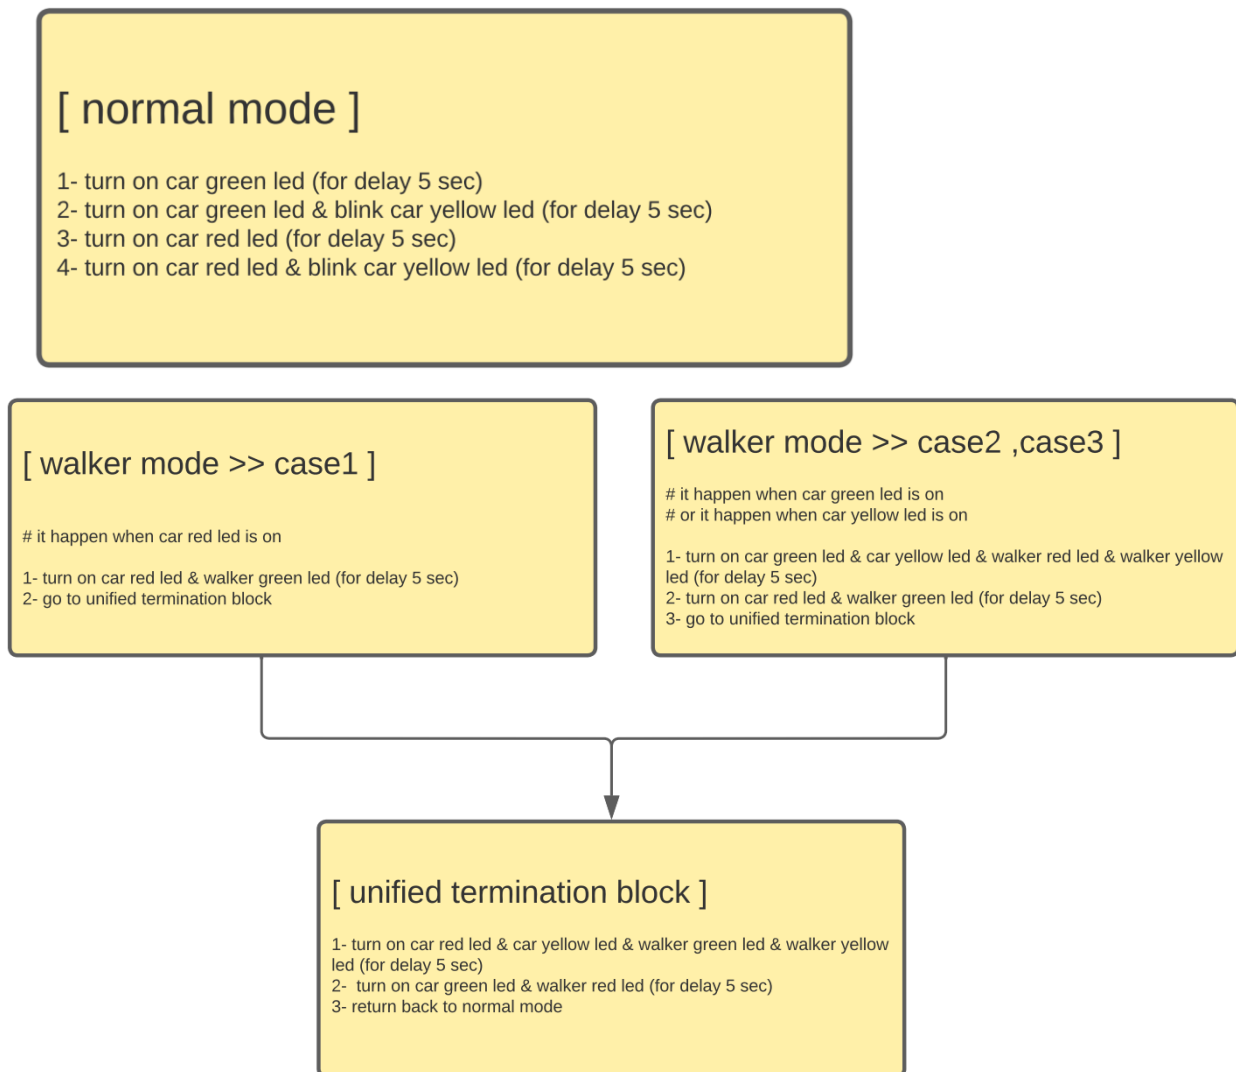 [ normal mode ]
1- turn on car green led (for delay 5 sec)
2- turn on car green led & blink car yellow led (for delay 5 sec)
3- turn on car red led (for delay 5 sec)
4- turn on car red led & blink car yellow led (for delay 5 sec)
[ walker mode >> case1 ]
# it happen when car red led is on
1- turn on car red led & walker green led (for delay 5 sec)
2- go to unified termination block
[ walker mode >> case2 ,case3 ]
# it happen when car green led is on
# or it happen when car yellow led is on
1- turn on car green led & car yellow led & walker red led & walker yellow
led (for delay 5 sec)
2- turn on car red led & walker green led (for delay 5 sec)
3- go to unified termination block
[ unified termination block ]
1- turn on car red led & car yellow led & walker green led & walker yellow
led (for delay 5 sec)
2-  turn on car green led & walker red led (for delay 5 sec)
3- return back to normal mode